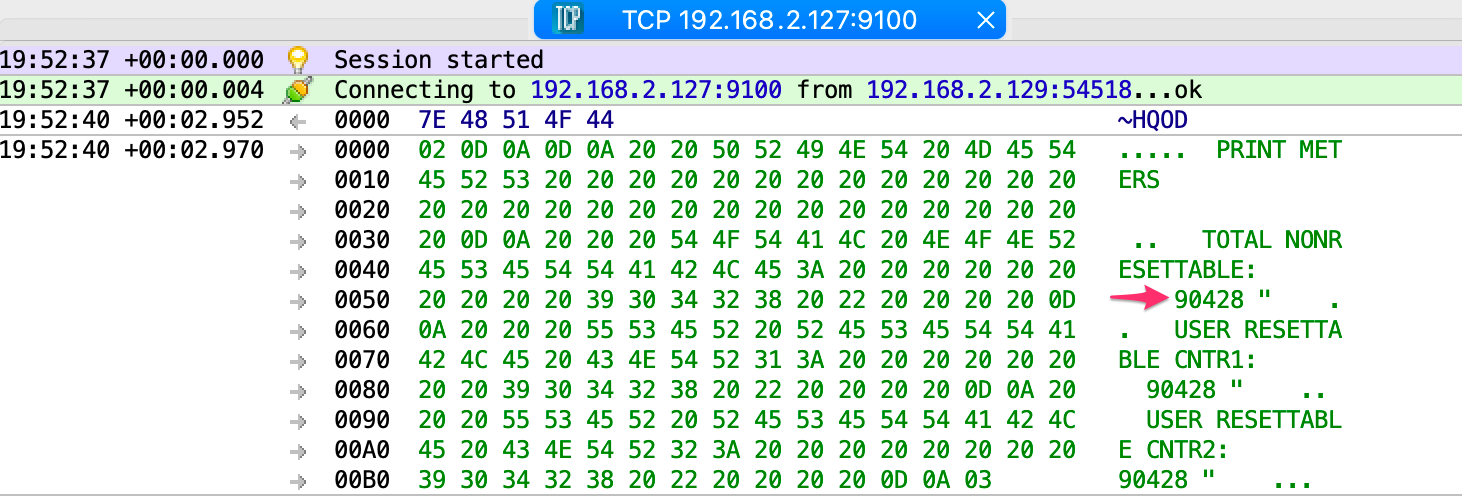 TCP TCP 192.168.2.127:9100 ×
19:52:37 +00:00.000 Session started
19:52:37 +00:00.004 Connecting to 192.168.2.127:9100 from 192.168.2.129:54518...ok
19:52:40 +00:02.952 0000 7E 48 51 4F 44 ~HQOD
19:52:40 +00:02.970 0000 02 0D 0A 0D 0A 20 20 50 52 49 4E 54 20 4D 45 54 .....  PRINT MET
0010 45 52 53 20 20 20 20 20 20 20 20 20 20 20 20 20 ERS
0020 20 20 20 20 20 20 20 20 20 20 20 20 20 20 20 20
0030 20 0D 0A 20 20 20 54 4F 54 41 4C 20 4E 4F 4E 52  ..   TOTAL NONR
0040 45 53 45 54 54 41 42 4C 45 3A 20 20 20 20 20 20 ESETTABLE:
0050 20 20 20 20 39 30 34 32 38 20 22 20 20 20 20 0D     90428 "    .
0060 0A 20 20 20 55 53 45 52 20 52 45 53 45 54 54 41 .   USER RESETTA
0070 42 4C 45 20 43 4E 54 52 31 3A 20 20 20 20 20 20 BLE CNTR1:
0080 20 20 39 30 34 32 38 20 22 20 20 20 20 0D 0A 20   90428 "    ..
0090 20 20 55 53 45 52 20 52 45 53 45 54 54 41 42 4C   USER RESETTABL
00A0 45 20 43 4E 54 52 32 3A 20 20 20 20 20 20 20 20 E CNTR2:
00B0 39 30 34 32 38 20 22 20 20 20 20 0D 0A 03 90428 "    ...